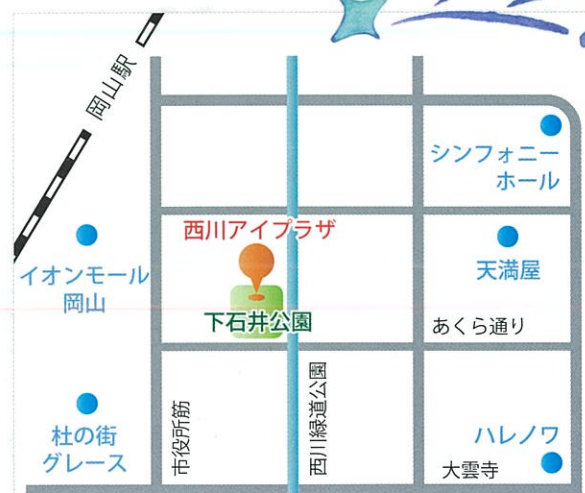 岡山駅
シンフォニー
ホール
西川アイプラザ
イオンモール
岡山
天満屋
下石井公園
あくら通り
杜の街
グレース
市役所筋
西川緑道公園
ハレノワ
大雲寺